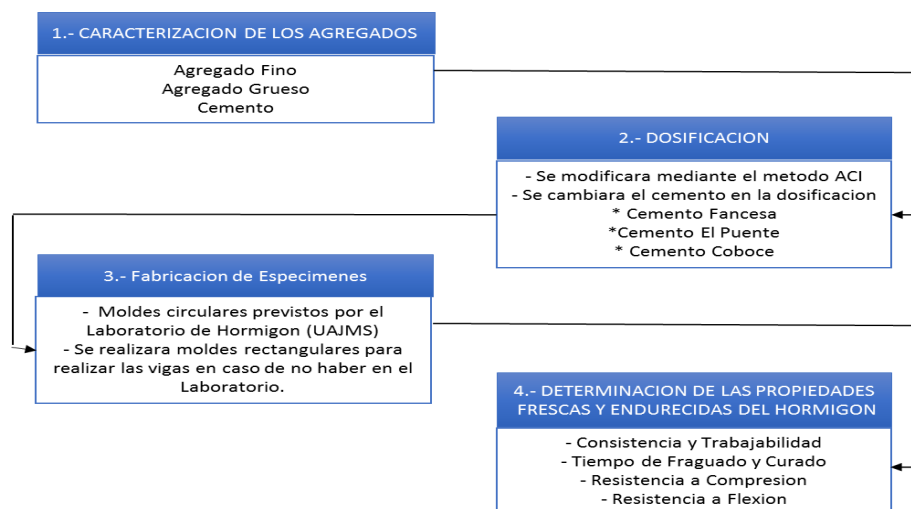 1.- CARACTERIZACION DE LOS AGREGADOS
Agregado Fino
Agregado Grueso
Cemento
2.- DOSIFICACION
- Se modificara mediante el metodo ACI
- Se cambiara el cemento en la dosificacion
* Cemento Fancesa
*Cemento El Puente
* Cemento Coboce
3.- Fabricacion de Especimenes
- Moldes circulares previstos por el
Laboratorio de Hormigon (UAJMS)
- Se realizara moldes rectangulares para
realizar las vigas en caso de no haber en el
Laboratorio.
4.- DETERMINACION DE LAS PROPIEDADES
FRESCAS Y ENDURECIDAS DEL HORMIGON
- Consistencia y Trabajabilidad
- Tiempo de Fraguado y Curado
- Resistencia a Compresion
- Resistencia a Flexion